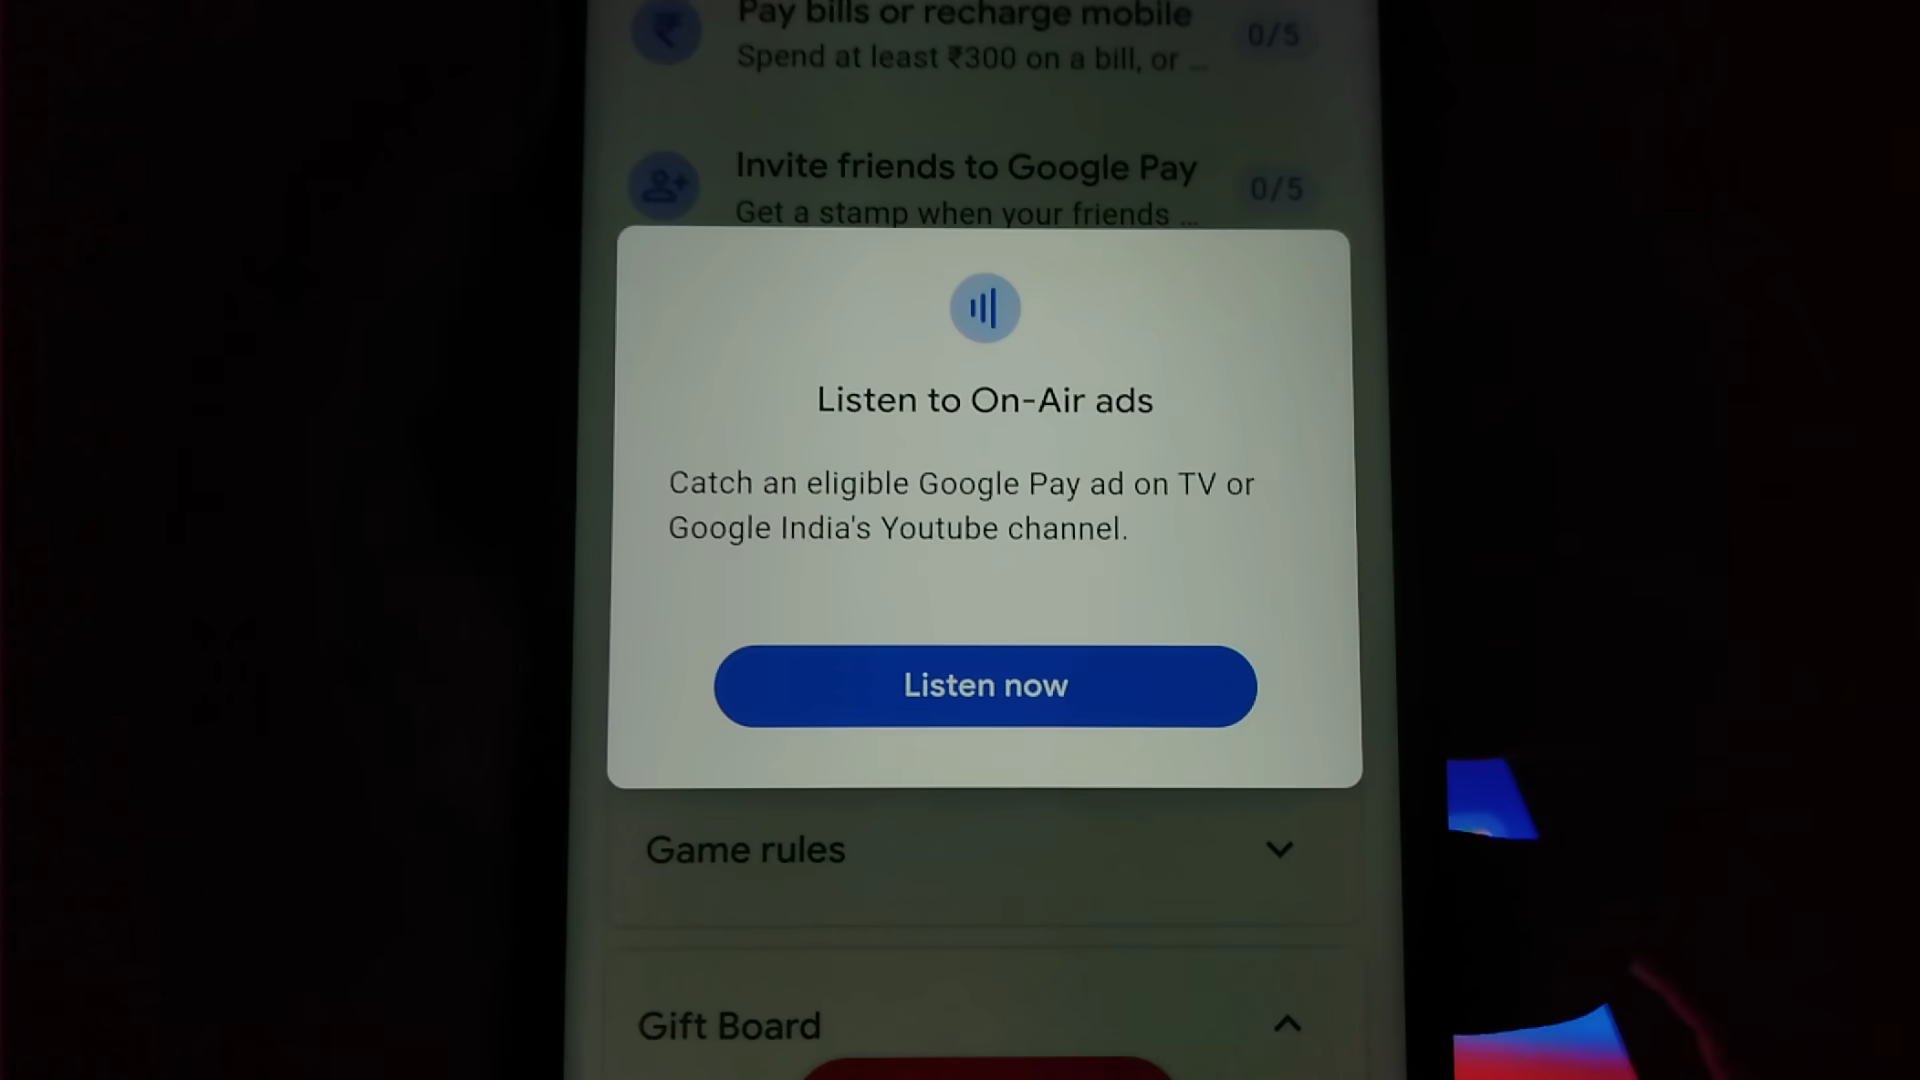 Pay bills or recharge mobile
0/5
Spend at least ₹300 on a bill, or ...
Invite friends to Google Pay
0/5
Get a stamp when your friends ...
Listen to On-Air ads
Catch an eligible Google Pay ad on TV or
Google India's Youtube channel.
Listen now
Game rules
Gift Board